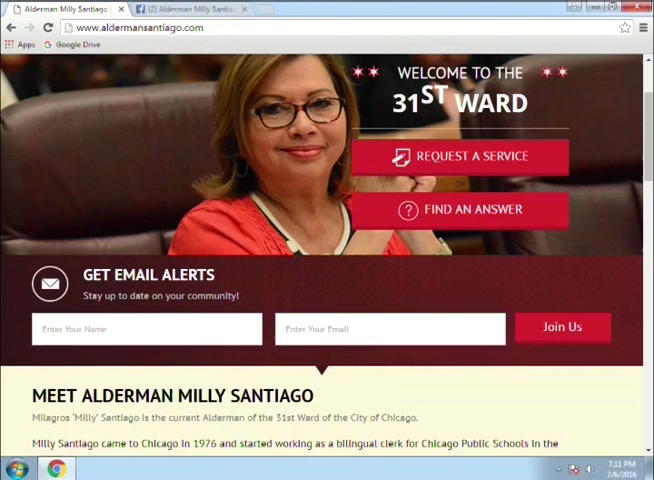 Alderman Milly Santiago |
(2) Alderman Milly Santia
www.aldermansantiago.com
Apps Google Drive
WELCOME TO THE
31ST WARD
REQUEST A SERVICE
FIND AN ANSWER
GET EMAIL ALERTS
Stay up to date on your community!
Enter Your Name Enter Your Email Join Us
MEET ALDERMAN MILLY SANTIAGO
Milagros 'Milly' Santiago is the current Alderman of the 31st Ward of the City of Chicago.
Milly Santiago came to Chicago in 1976 and started working as a bilingual clerk for Chicago Public Schools in the
7:11 PM
7/6/2016